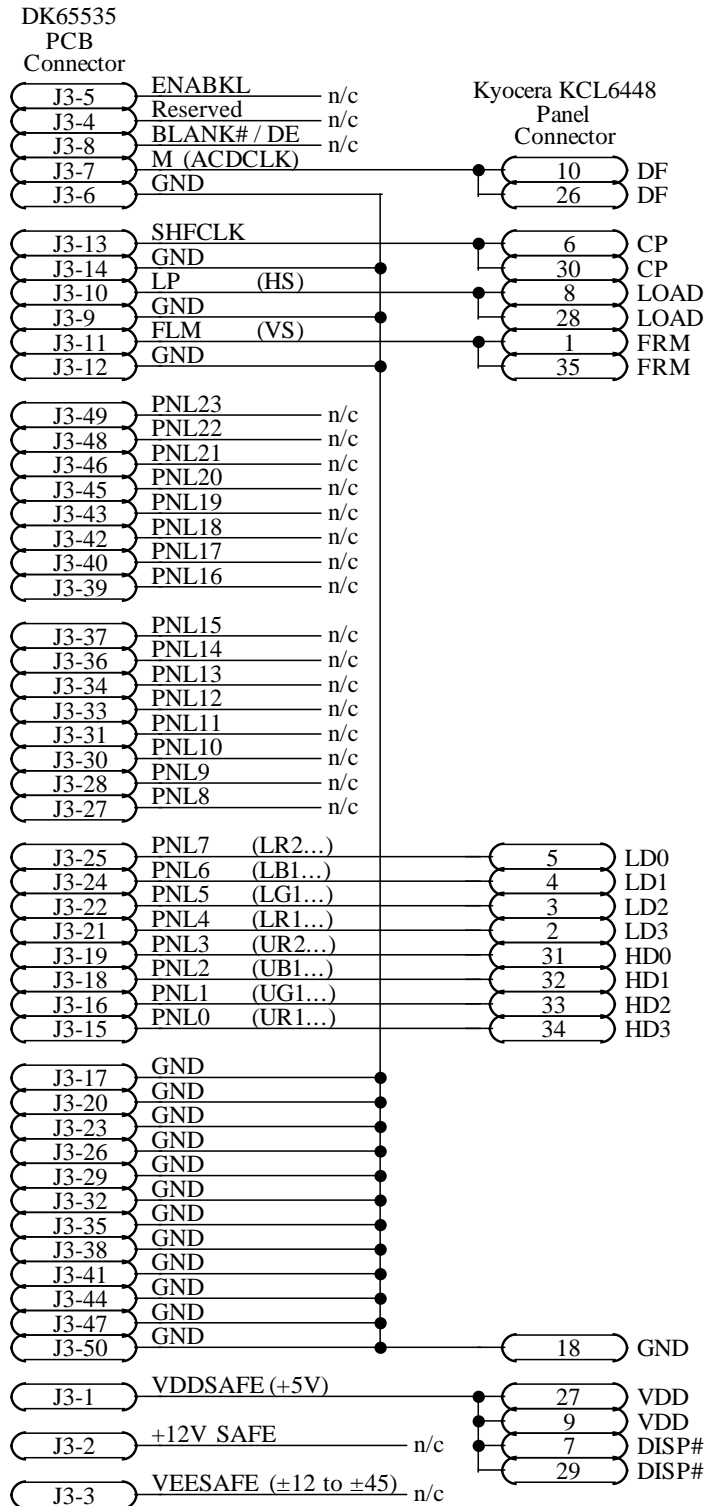 DK65535
PCB
Connector
Kyocera KCL6448
Panel
Connector
J3-5 ENABKL n/c
J3-4 Reserved n/c
J3-8 BLANK# / DE n/c
J3-7 M (ACDCLK) 10 DF
J3-6 GND 26 DF
J3-13 SHFCLK 6 CP
J3-14 GND 30 CP
J3-10 LP (HS) 8 LOAD
J3-9 GND 28 LOAD
J3-11 FLM (VS) 1 FRM
J3-12 GND 35 FRM
J3-49 PNL23 n/c
J3-48 PNL22 n/c
J3-46 PNL21 n/c
J3-45 PNL20 n/c
J3-43 PNL19 n/c
J3-42 PNL18 n/c
J3-40 PNL17 n/c
J3-39 PNL16 n/c
J3-37 PNL15 n/c
J3-36 PNL14 n/c
J3-34 PNL13 n/c
J3-33 PNL12 n/c
J3-31 PNL11 n/c
J3-30 PNL10 n/c
J3-28 PNL9 n/c
J3-27 PNL8 n/c
J3-25 PNL7 (LR2...) 5 LD0
J3-24 PNL6 (LB1...) 4 LD1
J3-22 PNL5 (LG1...) 3 LD2
J3-21 PNL4 (LR1...) 2 LD3
J3-19 PNL3 (UR2...) 31 HD0
J3-18 PNL2 (UB1...) 32 HD1
J3-16 PNL1 (UG1...) 33 HD2
J3-15 PNL0 (UR1...) 34 HD3
J3-17 GND
J3-20 GND
J3-23 GND
J3-26 GND
J3-29 GND
J3-32 GND
J3-35 GND
J3-38 GND
J3-41 GND
J3-44 GND
J3-47 GND
J3-50 GND 18 GND
J3-1 VDDSAFE (+5V) 27 VDD
9 VDD
J3-2 +12V SAFE n/c 7 DISP#
29 DISP#
J3-3 VEESAFE (±12 to ±45) n/c